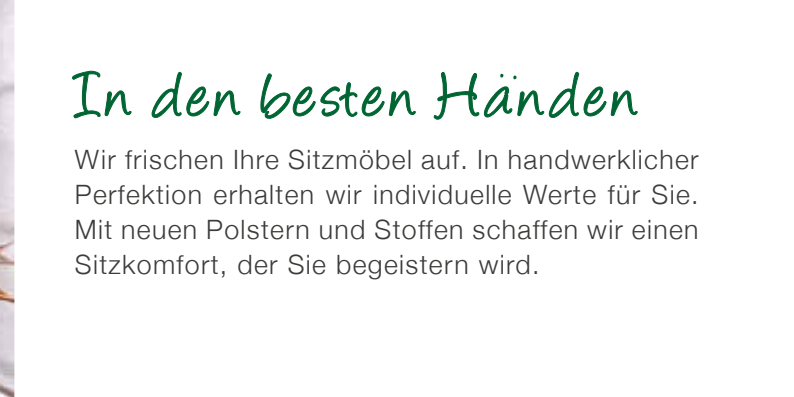 In den besten Händen
Wir frischen Ihre Sitzmöbel auf. In handwerklicher
Perfektion erhalten wir individuelle Werte für Sie.
Mit neuen Polstern und Stoffen schaffen wir einen
Sitzkomfort, der Sie begeistern wird.